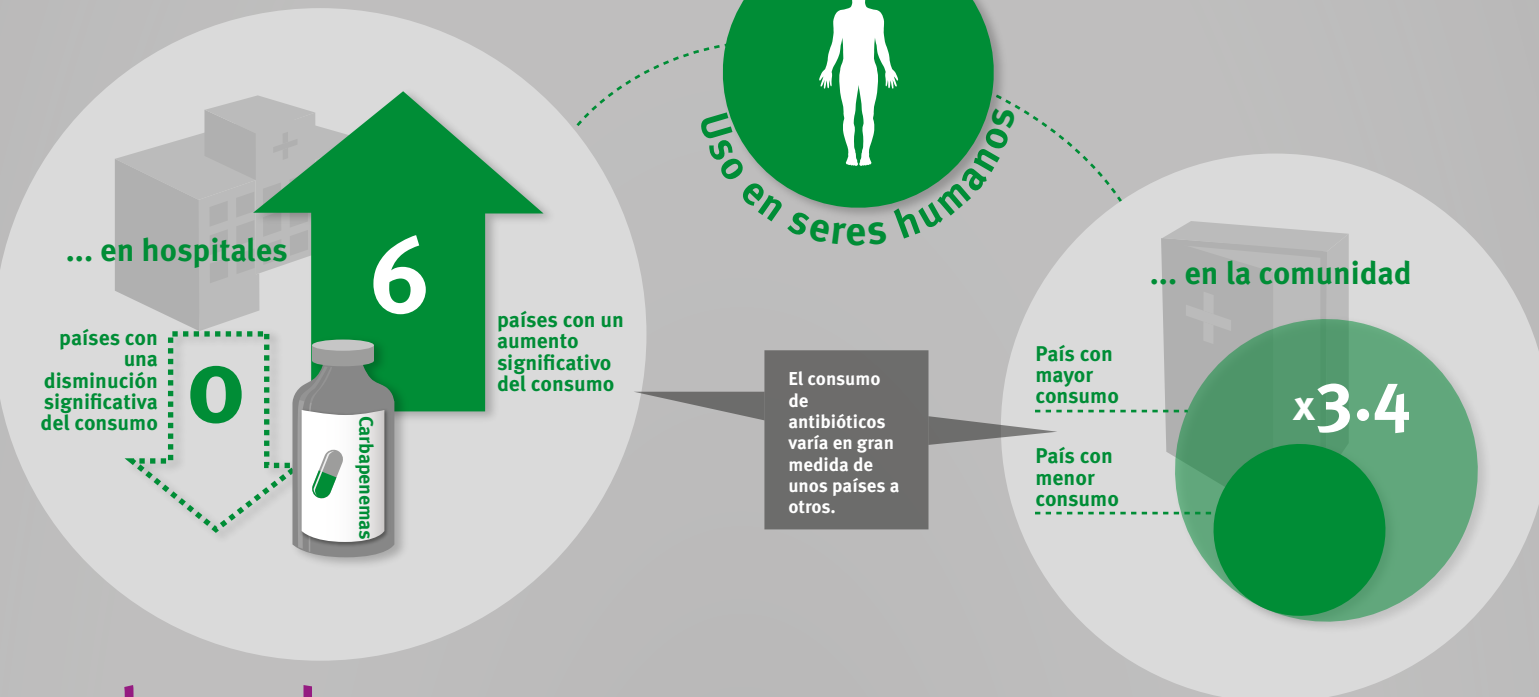 Uso en seres humanos
... en hospitales
6
países con
una
disminución
significativa
del consumo
0
países con un
aumento
significativo
del consumo
Carbapenemas
El consumo
de
antibióticos
varía en gran
medida de
unos países a
otros.
... en la comunidad
País con
mayor
consumo
x3.4
País con
menor
consumo